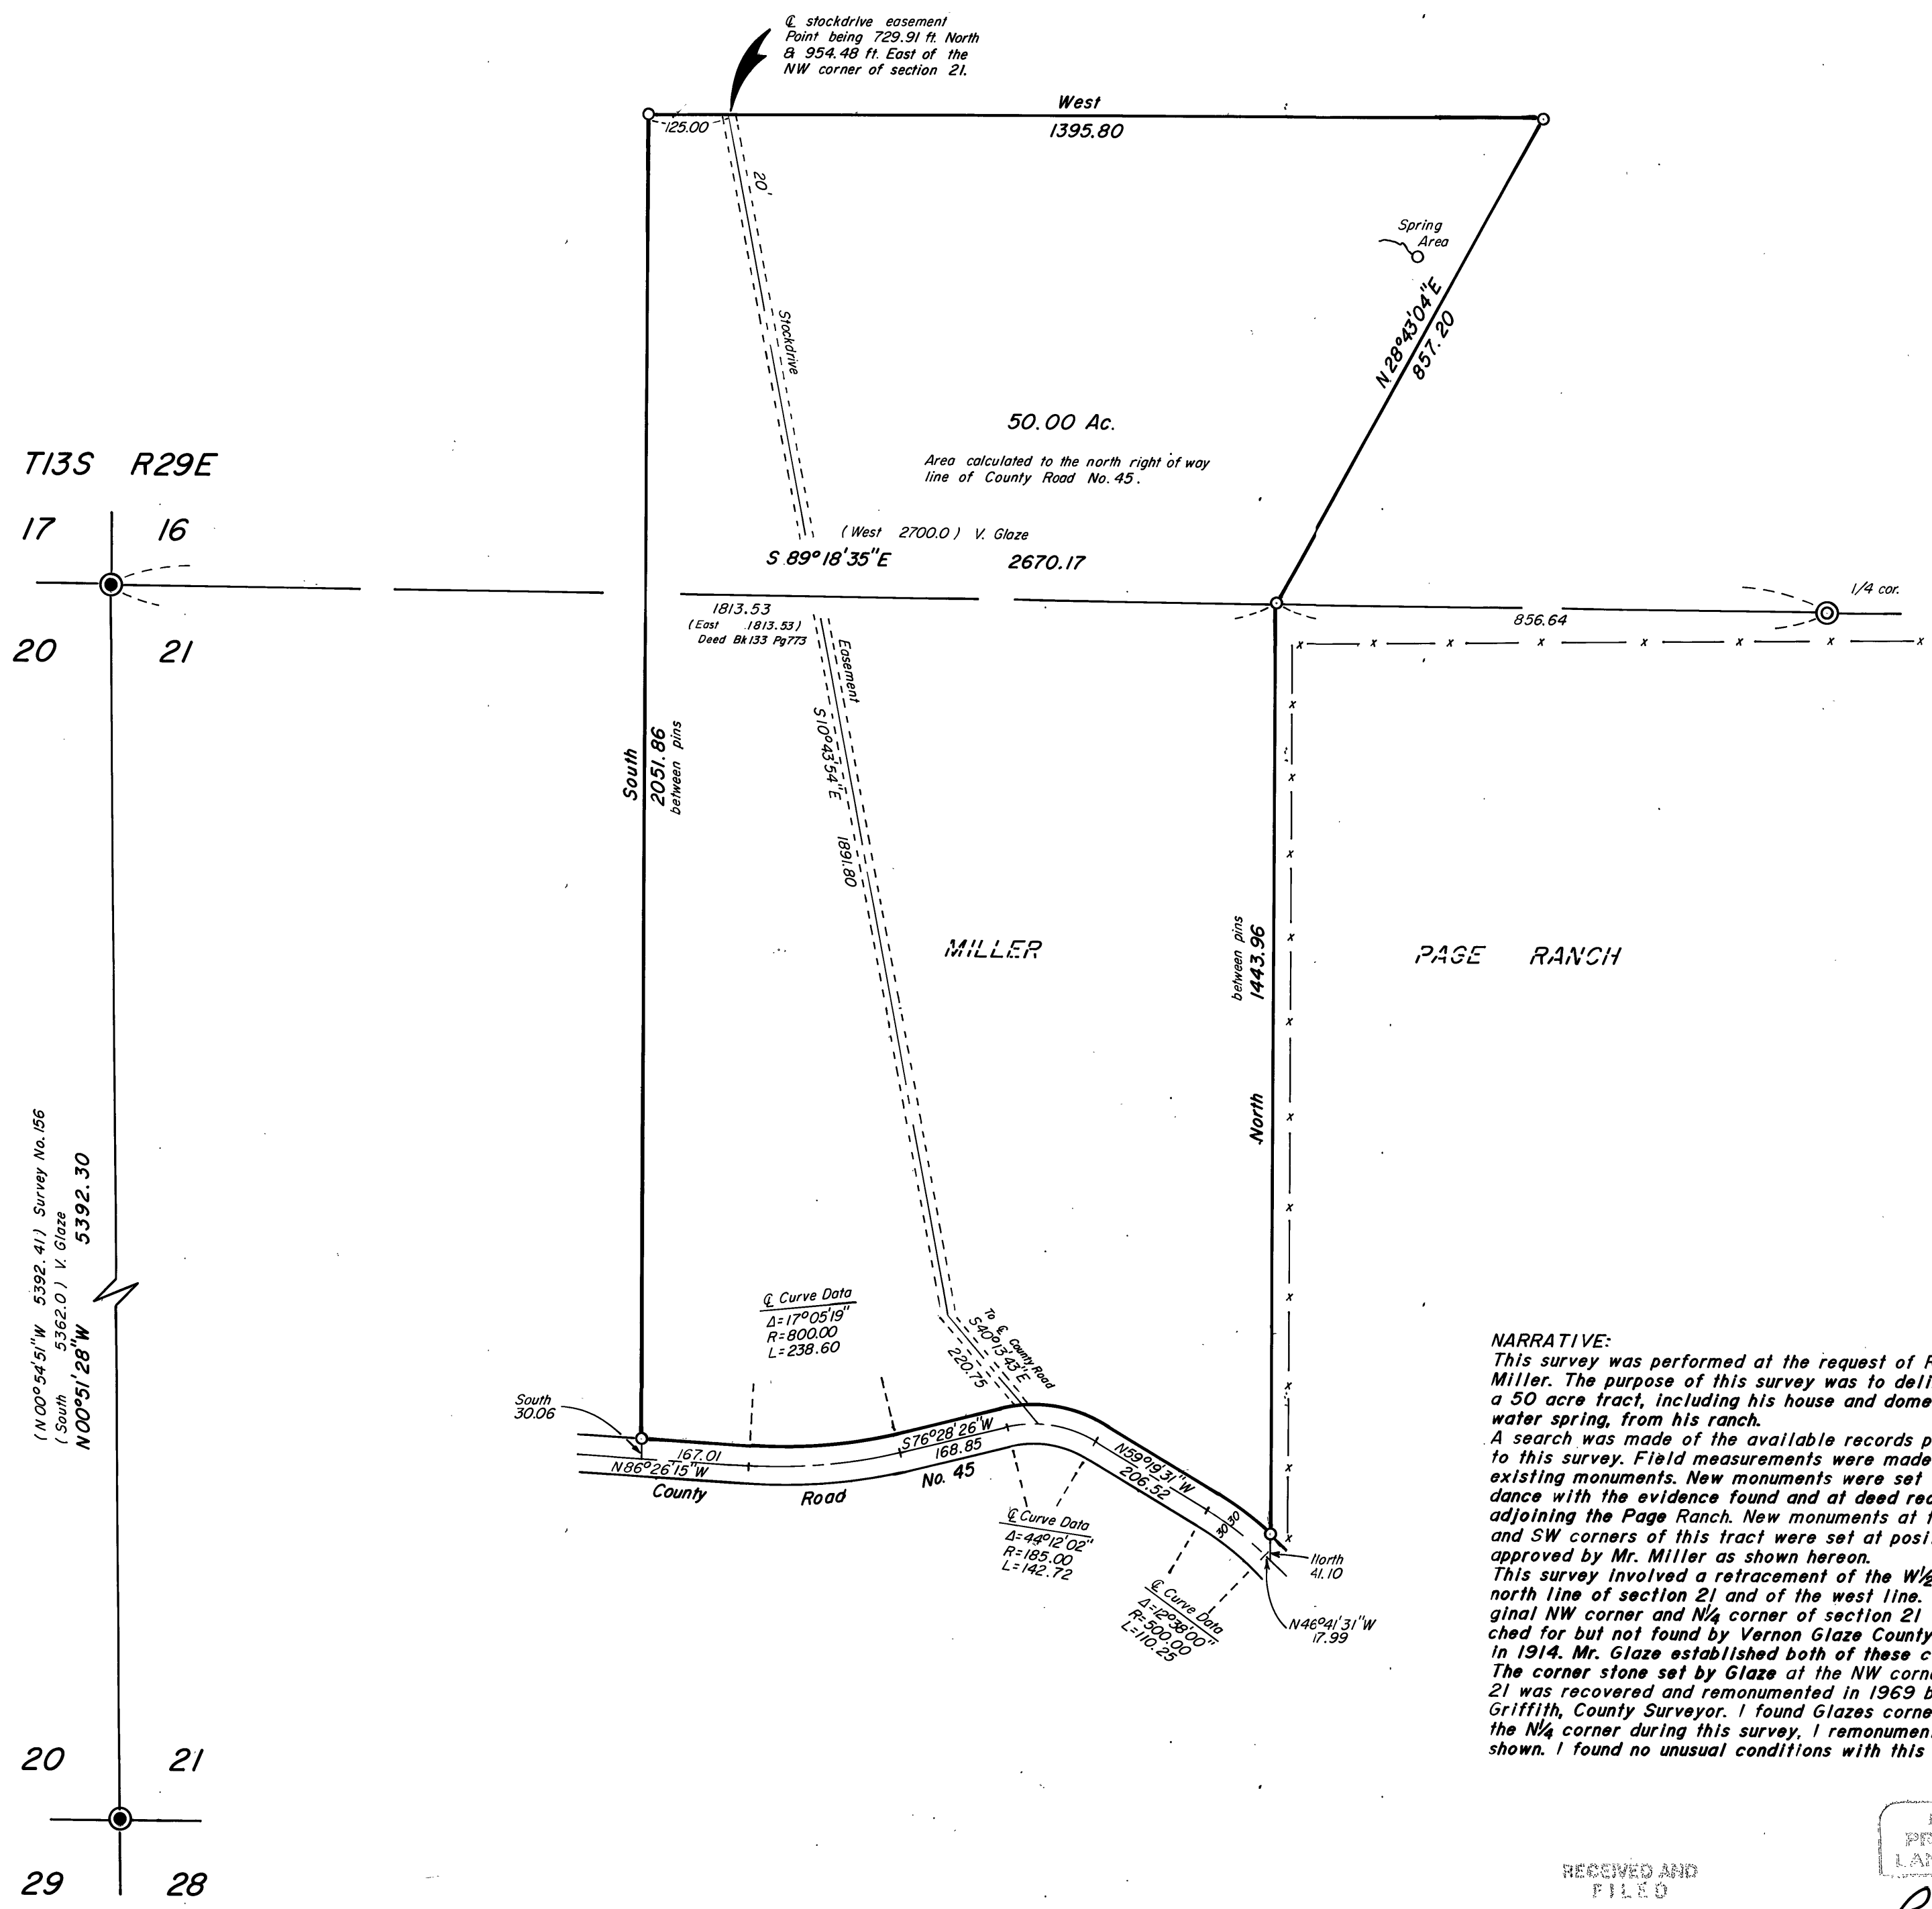 ℄ stockdrive easement
Point being 729.91 ft. North
& 954.48 ft. East of the
NW corner of section 21.
West
1395.80
125.00
20'
Spring
Area
N 28°43'04"E
857.20
Stockdrive
50.00 Ac.
Area calculated to the north right of way
line of County Road No. 45.
T13S R29E
17 16
(West 2700.0) V. Glaze
S 89°18'35"E 2670.17
1/4 cor.
1813.53
(East 1813.53)
Deed Bk133 Pg773
856.64
20 21
Easement
S10°43'54"E
1891.80
South
2051.86
between pins
MILLER
between pins
1443.96
North
PAGE RANCH
(N00°54'51"W 5392.41) Survey No.156
(South 5362.0) V. Glaze
N00°51'28"W 5392.30
℄ Curve Data
Δ=17°05'19"
R=800.00
L=238.60
To ℄ County Road
S40°13'43"E
220.75
South
30.06
167.01
N86°26'15"W
S76°28'26"W
168.85
N59°19'31"W
206.52
County Road No. 45
30 30
℄ Curve Data
Δ=44°12'02"
R=185.00
L=142.72
North
41.10
℄ Curve Data
Δ=12°38'00"
R=500.00
L=110.25
N46°41'31"W
17.99
NARRATIVE:
This survey was performed at the request of
Miller. The purpose of this survey was to deli
a 50 acre tract, including his house and dome
water spring, from his ranch.
A search was made of the available records p
to this survey. Field measurements were made
existing monuments. New monuments were set
dance with the evidence found and at deed rec
adjoining the Page Ranch. New monuments at
and SW corners of this tract were set at posi
approved by Mr. Miller as shown hereon.
This survey involved a retracement of the W½
north line of section 21 and of the west line.
ginal NW corner and N¼ corner of section 21
ched for but not found by Vernon Glaze County
in 1914. Mr. Glaze established both of these c
The corner stone set by Glaze at the NW corn
21 was recovered and remonumented in 1969 b
Griffith, County Surveyor. I found Glazes corne
the N¼ corner during this survey, I remonumen
shown. I found no unusual conditions with this
20 21
29 28
RECEIVED AND
FILED